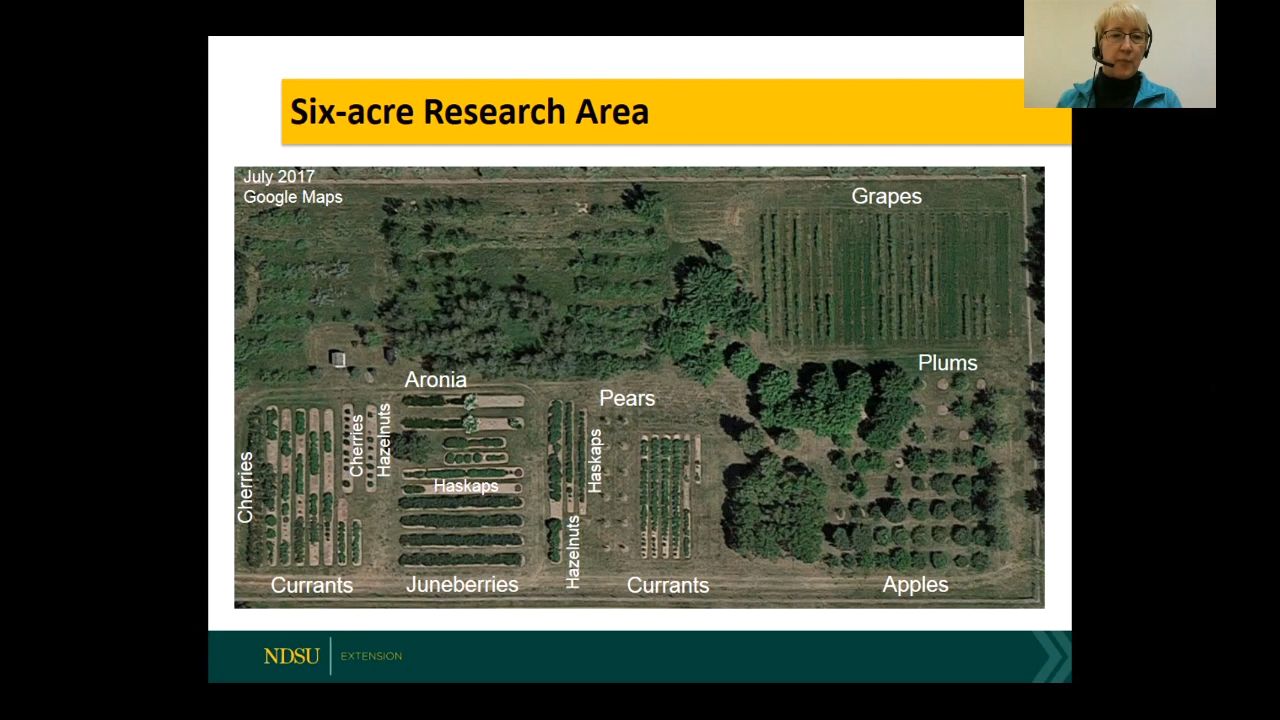 Six-acre Research Area
July 2017
Google Maps
Grapes
Plums
Aronia
Pears
Cherries
Cherries
Hazelnuts
Haskaps
Haskaps
Hazelnuts
Currants
Juneberries
Currants
Apples
NDSU EXTENSION